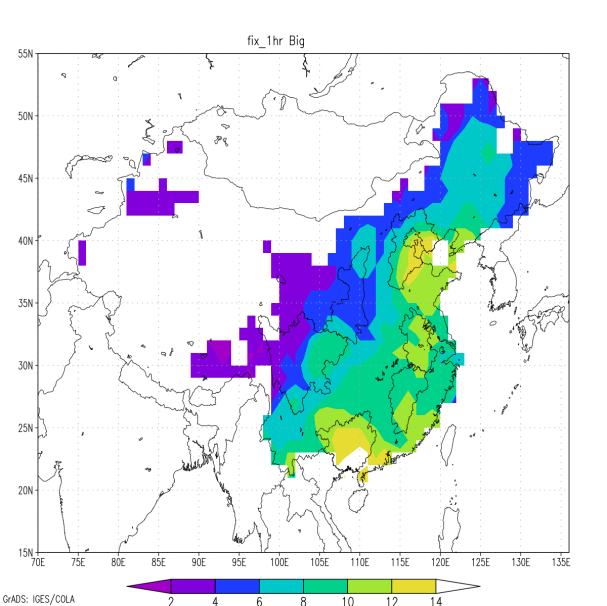 fix_1hr Big
55N
50N
45N
40N
35N
30N
25N
20N
15N
70E 75E 80E 85E 90E 95E 100E 105E 110E 115E 120E 125E 130E 135E
2 4 6 8 10 12 14
GrADS: IGES/COLA